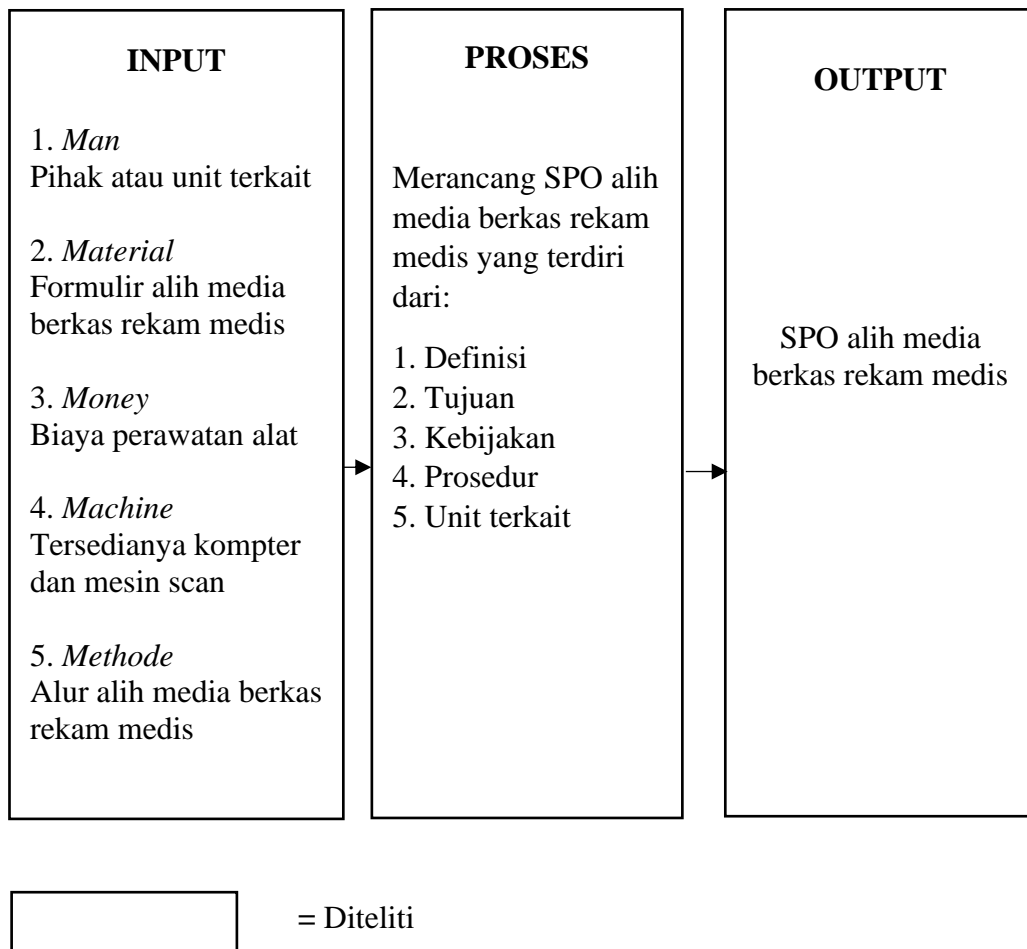 INPUT
1. Man
Pihak atau unit terkait
2. Material
Formulir alih media
berkas rekam medis
3. Money
Biaya perawatan alat
4. Machine
Tersedianya kompter
dan mesin scan
5. Methode
Alur alih media berkas
rekam medis
PROSES
Merancang SPO alih
media berkas rekam
medis yang terdiri
dari:
1. Definisi
2. Tujuan
3. Kebijakan
4. Prosedur
5. Unit terkait
OUTPUT
SPO alih media
berkas rekam medis
= Diteliti